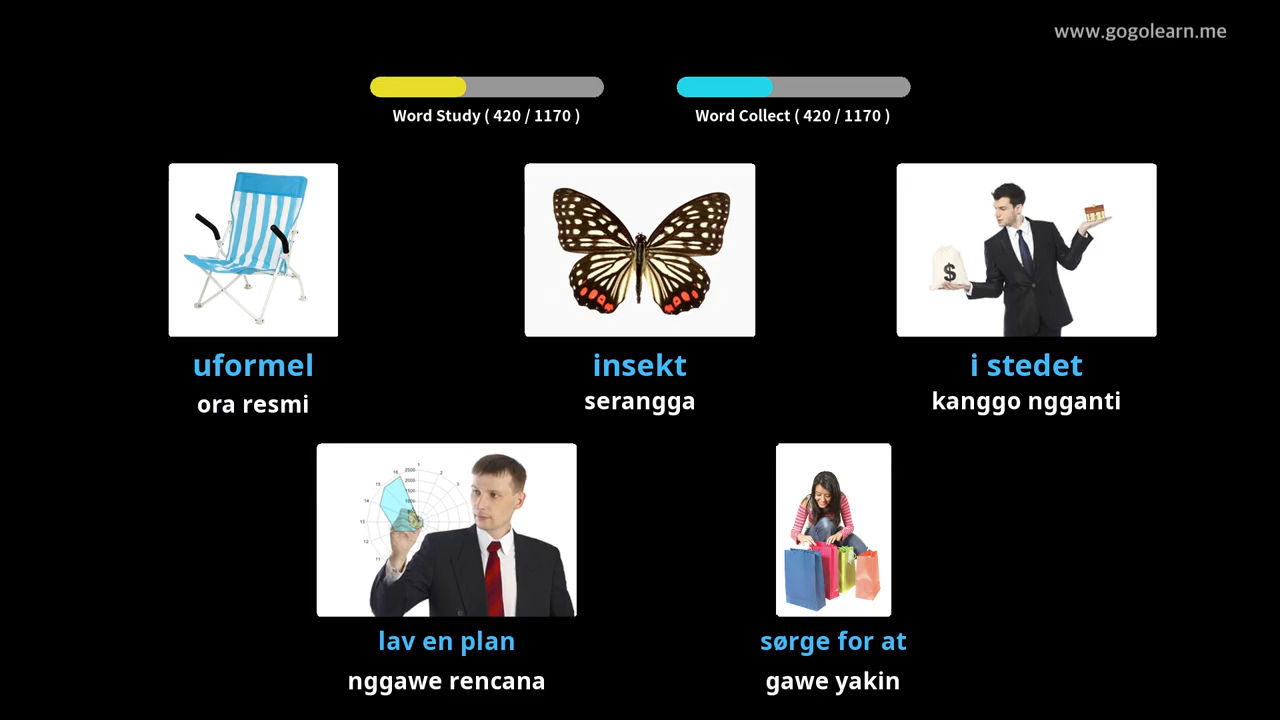 www.gogolearn.me
Word Study ( 420 / 1170 )
Word Collect ( 420 / 1170 )
uformel
ora resmi
insekt
serangga
i stedet
kanggo ngganti
lav en plan
nggawe rencana
sørge for at
gawe yakin